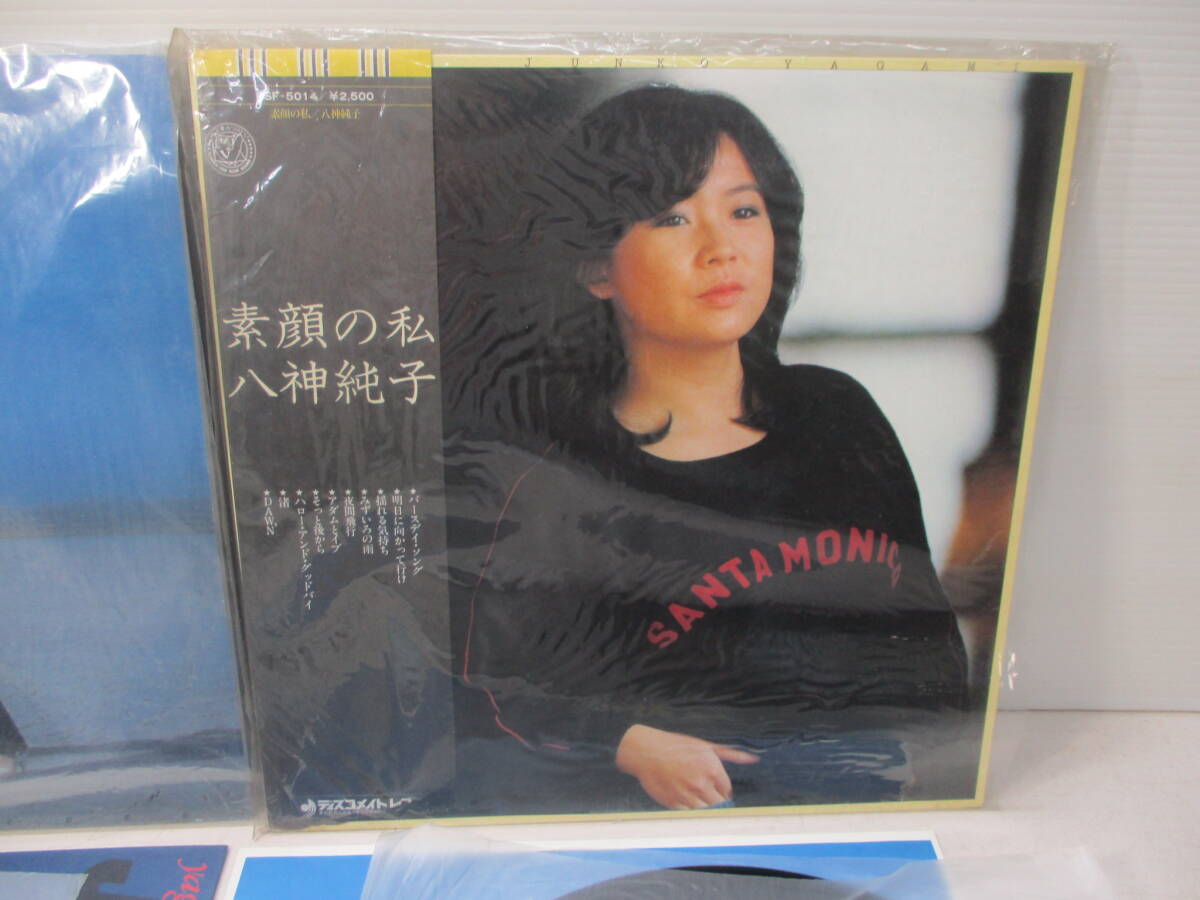 JUNKO YAGAMI
SF-5014 ¥2,500
素顔の私/八神純子
素顔の私
八神純子
★バースデイ・ソング
★明日に向かって行け
★揺れる気持ち
★みずいろの雨
★夜間飛行
★アダムとイブ
★そっと後から
★ハロー・アンド・グッドバイ
★渚
★DAWN
SANTA MONICA
ディスコメイトレコ